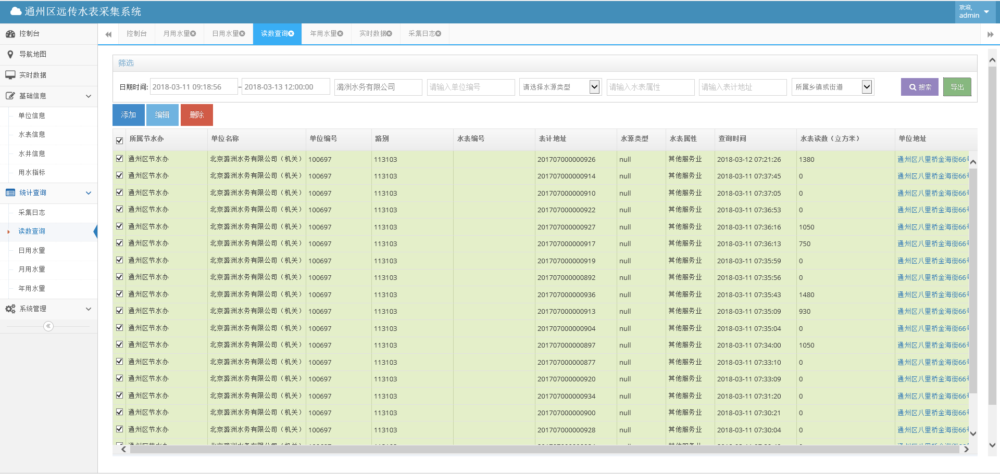 通州区远传水表采集系统
欢迎,
admin
控制台
导航地图
实时数据
基础信息
单位信息
水表信息
水井信息
用水指标
统计查询
采集日志
读数查询
日用水量
月用水量
年用水量
系统管理
控制台 月用水量 日用水量 读数查询 年用水量 实时数据 采集日志
筛选
日期时间: 2018-03-11 09:18:56 – 2018-03-13 12:00:00 潞洲水务有限公司 请输入单位编号 请选择水源类型 请输入水表属性 请输入表计地址 所属乡镇或街道 搜索 导出
添加 编辑 删除
所属节水办 单位名称 单位编号 路别 水表编号 表计地址 水源类型 水表属性 查询时间 水表读数（立方米） 单位地址
通州区节水办 北京潞洲水务有限公司（机关） 100697 113103 201707000000926 null 其他服务业 2018-03-12 07:21:26 1380 通州区八里桥金海街66号
通州区节水办 北京潞洲水务有限公司（机关） 100697 113103 201707000000914 null 其他服务业 2018-03-11 07:37:45 0 通州区八里桥金海街66号
通州区节水办 北京潞洲水务有限公司（机关） 100697 113103 201707000000910 null 其他服务业 2018-03-11 07:37:05 0 通州区八里桥金海街66号
通州区节水办 北京潞洲水务有限公司（机关） 100697 113103 201707000000922 null 其他服务业 2018-03-11 07:36:53 0 通州区八里桥金海街66号
通州区节水办 北京潞洲水务有限公司（机关） 100697 113103 201707000000927 null 其他服务业 2018-03-11 07:36:16 1050 通州区八里桥金海街66号
通州区节水办 北京潞洲水务有限公司（机关） 100697 113103 201707000000917 null 其他服务业 2018-03-11 07:36:13 750 通州区八里桥金海街66号
通州区节水办 北京潞洲水务有限公司（机关） 100697 113103 201707000000919 null 其他服务业 2018-03-11 07:35:59 0 通州区八里桥金海街66号
通州区节水办 北京潞洲水务有限公司（机关） 100697 113103 201707000000892 null 其他服务业 2018-03-11 07:35:56 0 通州区八里桥金海街66号
通州区节水办 北京潞洲水务有限公司（机关） 100697 113103 201707000000936 null 其他服务业 2018-03-11 07:35:43 1480 通州区八里桥金海街66号
通州区节水办 北京潞洲水务有限公司（机关） 100697 113103 201707000000913 null 其他服务业 2018-03-11 07:35:09 930 通州区八里桥金海街66号
通州区节水办 北京潞洲水务有限公司（机关） 100697 113103 201707000000904 null 其他服务业 2018-03-11 07:35:04 0 通州区八里桥金海街66号
通州区节水办 北京潞洲水务有限公司（机关） 100697 113103 201707000000897 null 其他服务业 2018-03-11 07:34:00 1050 通州区八里桥金海街66号
通州区节水办 北京潞洲水务有限公司（机关） 100697 113103 201707000000877 null 其他服务业 2018-03-11 07:33:10 0 通州区八里桥金海街66号
通州区节水办 北京潞洲水务有限公司（机关） 100697 113103 201707000000920 null 其他服务业 2018-03-11 07:33:09 0 通州区八里桥金海街66号
通州区节水办 北京潞洲水务有限公司（机关） 100697 113103 201707000000934 null 其他服务业 2018-03-11 07:31:20 0 通州区八里桥金海街66号
通州区节水办 北京潞洲水务有限公司（机关） 100697 113103 201707000000900 null 其他服务业 2018-03-11 07:30:21 0 通州区八里桥金海街66号
通州区节水办 北京潞洲水务有限公司（机关） 100697 113103 201707000000928 null 其他服务业 2018-03-11 07:30:04 0 通州区八里桥金海街66号